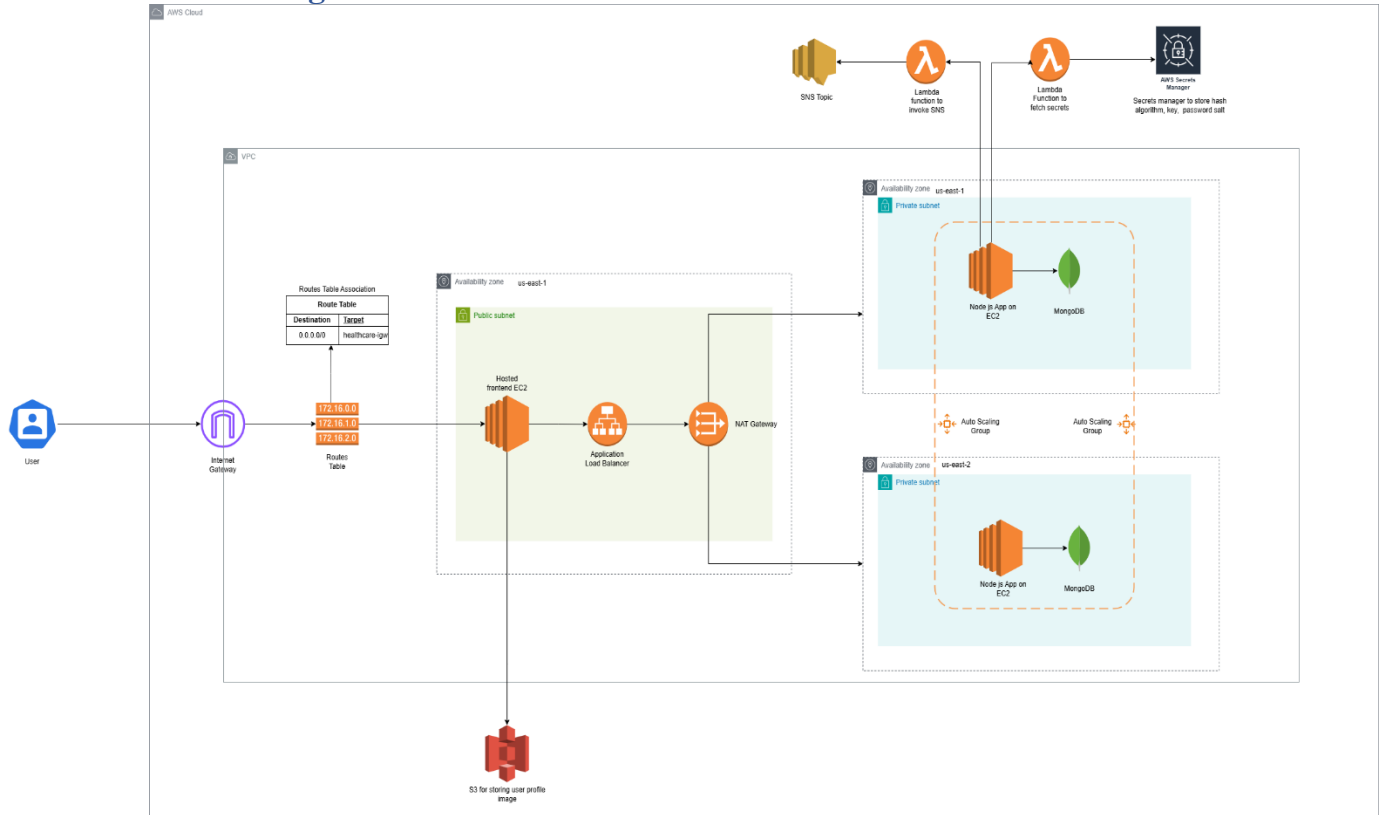 AWS Cloud
SNS Topic
Lambda
function to
invoke SNS
Lambda
Function to
fetch secrets
AWS Secrets
Manager
Secrets manager to store hash
algorithm, key, password salt
VPC
Availability zone us-east-1
Private subnet
Node js App on
EC2
MongoDB
Availability zone us-east-1
Public subnet
Routes Table Association
Route Table
Destination Target
0.0.0.0/0 healthcare-igw
Hosted
frontend EC2
172.16.0.0
172.16.1.0
172.16.2.0
Routes
Table
User
Internet
Gateway
Application
Load Balancer
NAT Gateway
Auto Scaling
Group
Auto Scaling
Group
Availability zone us-east-2
Private subnet
Node js App on
EC2
MongoDB
S3 for storing user profile
image